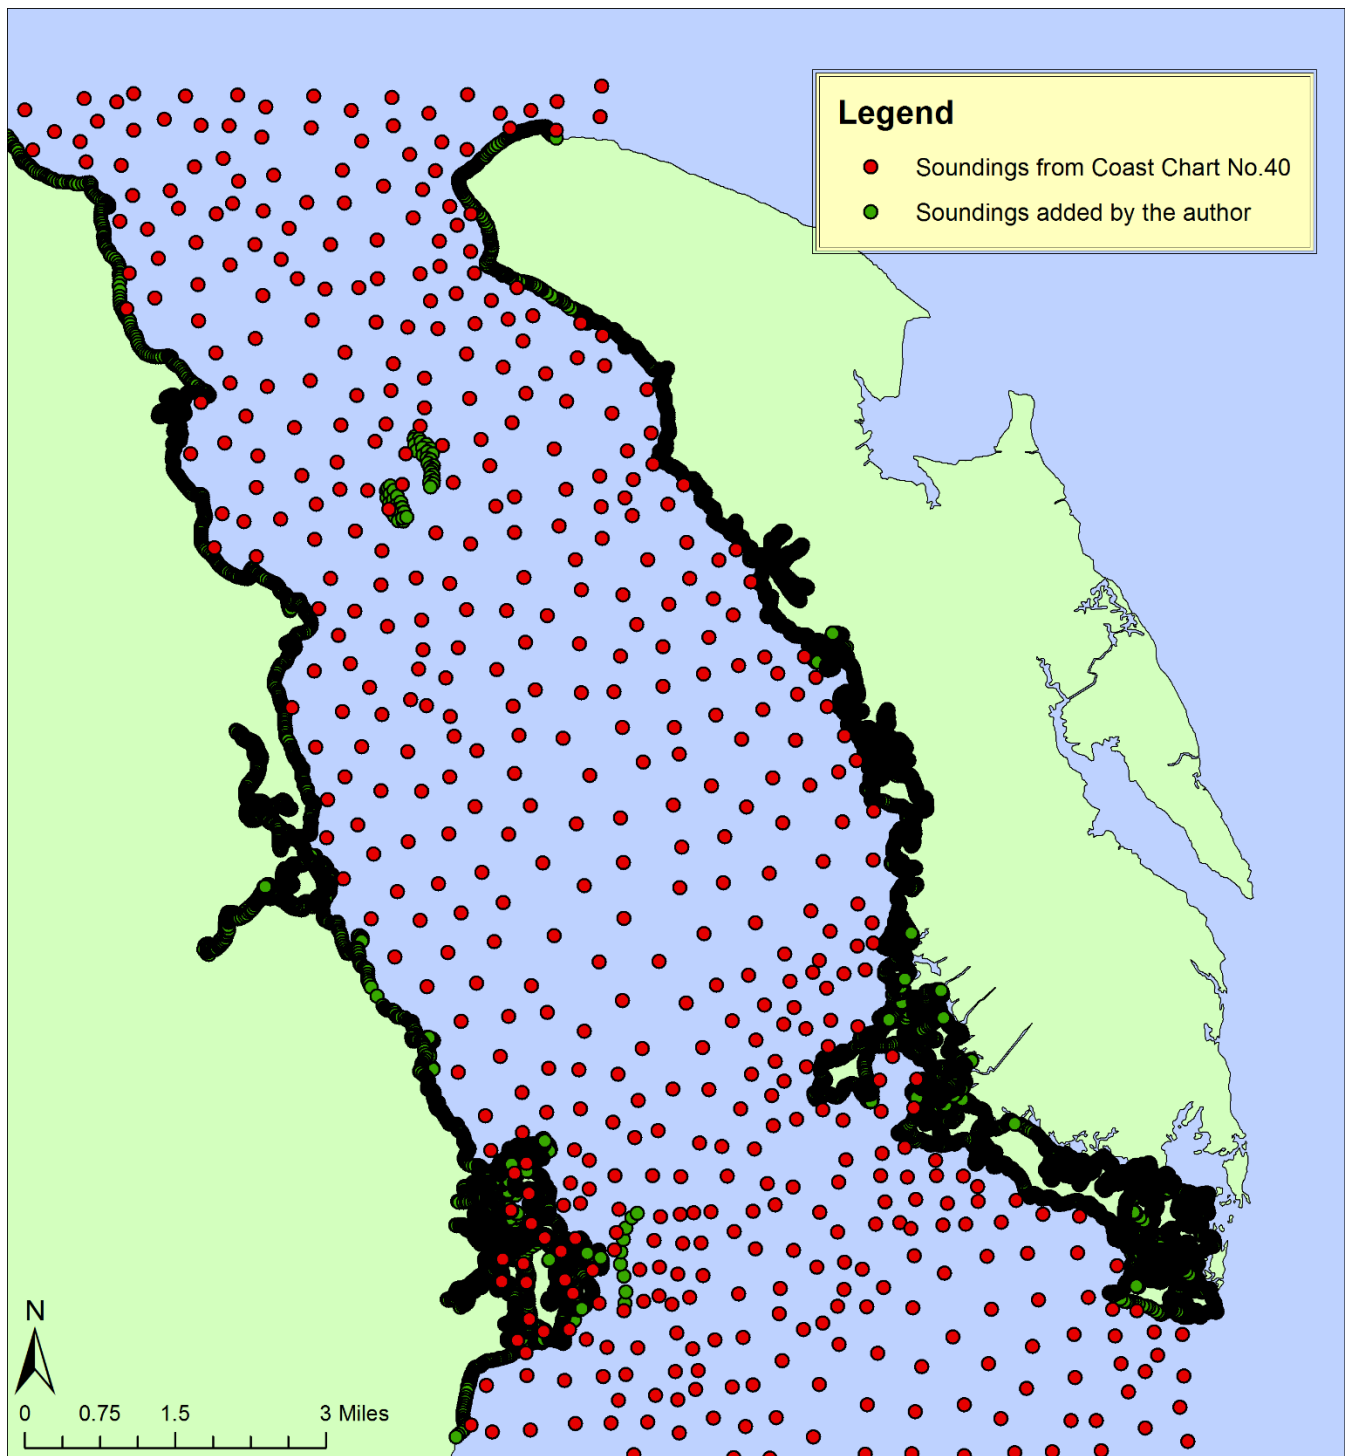 Legend
Soundings from Coast Chart No.40
Soundings added by the author
N
0 0.75 1.5 3 Miles